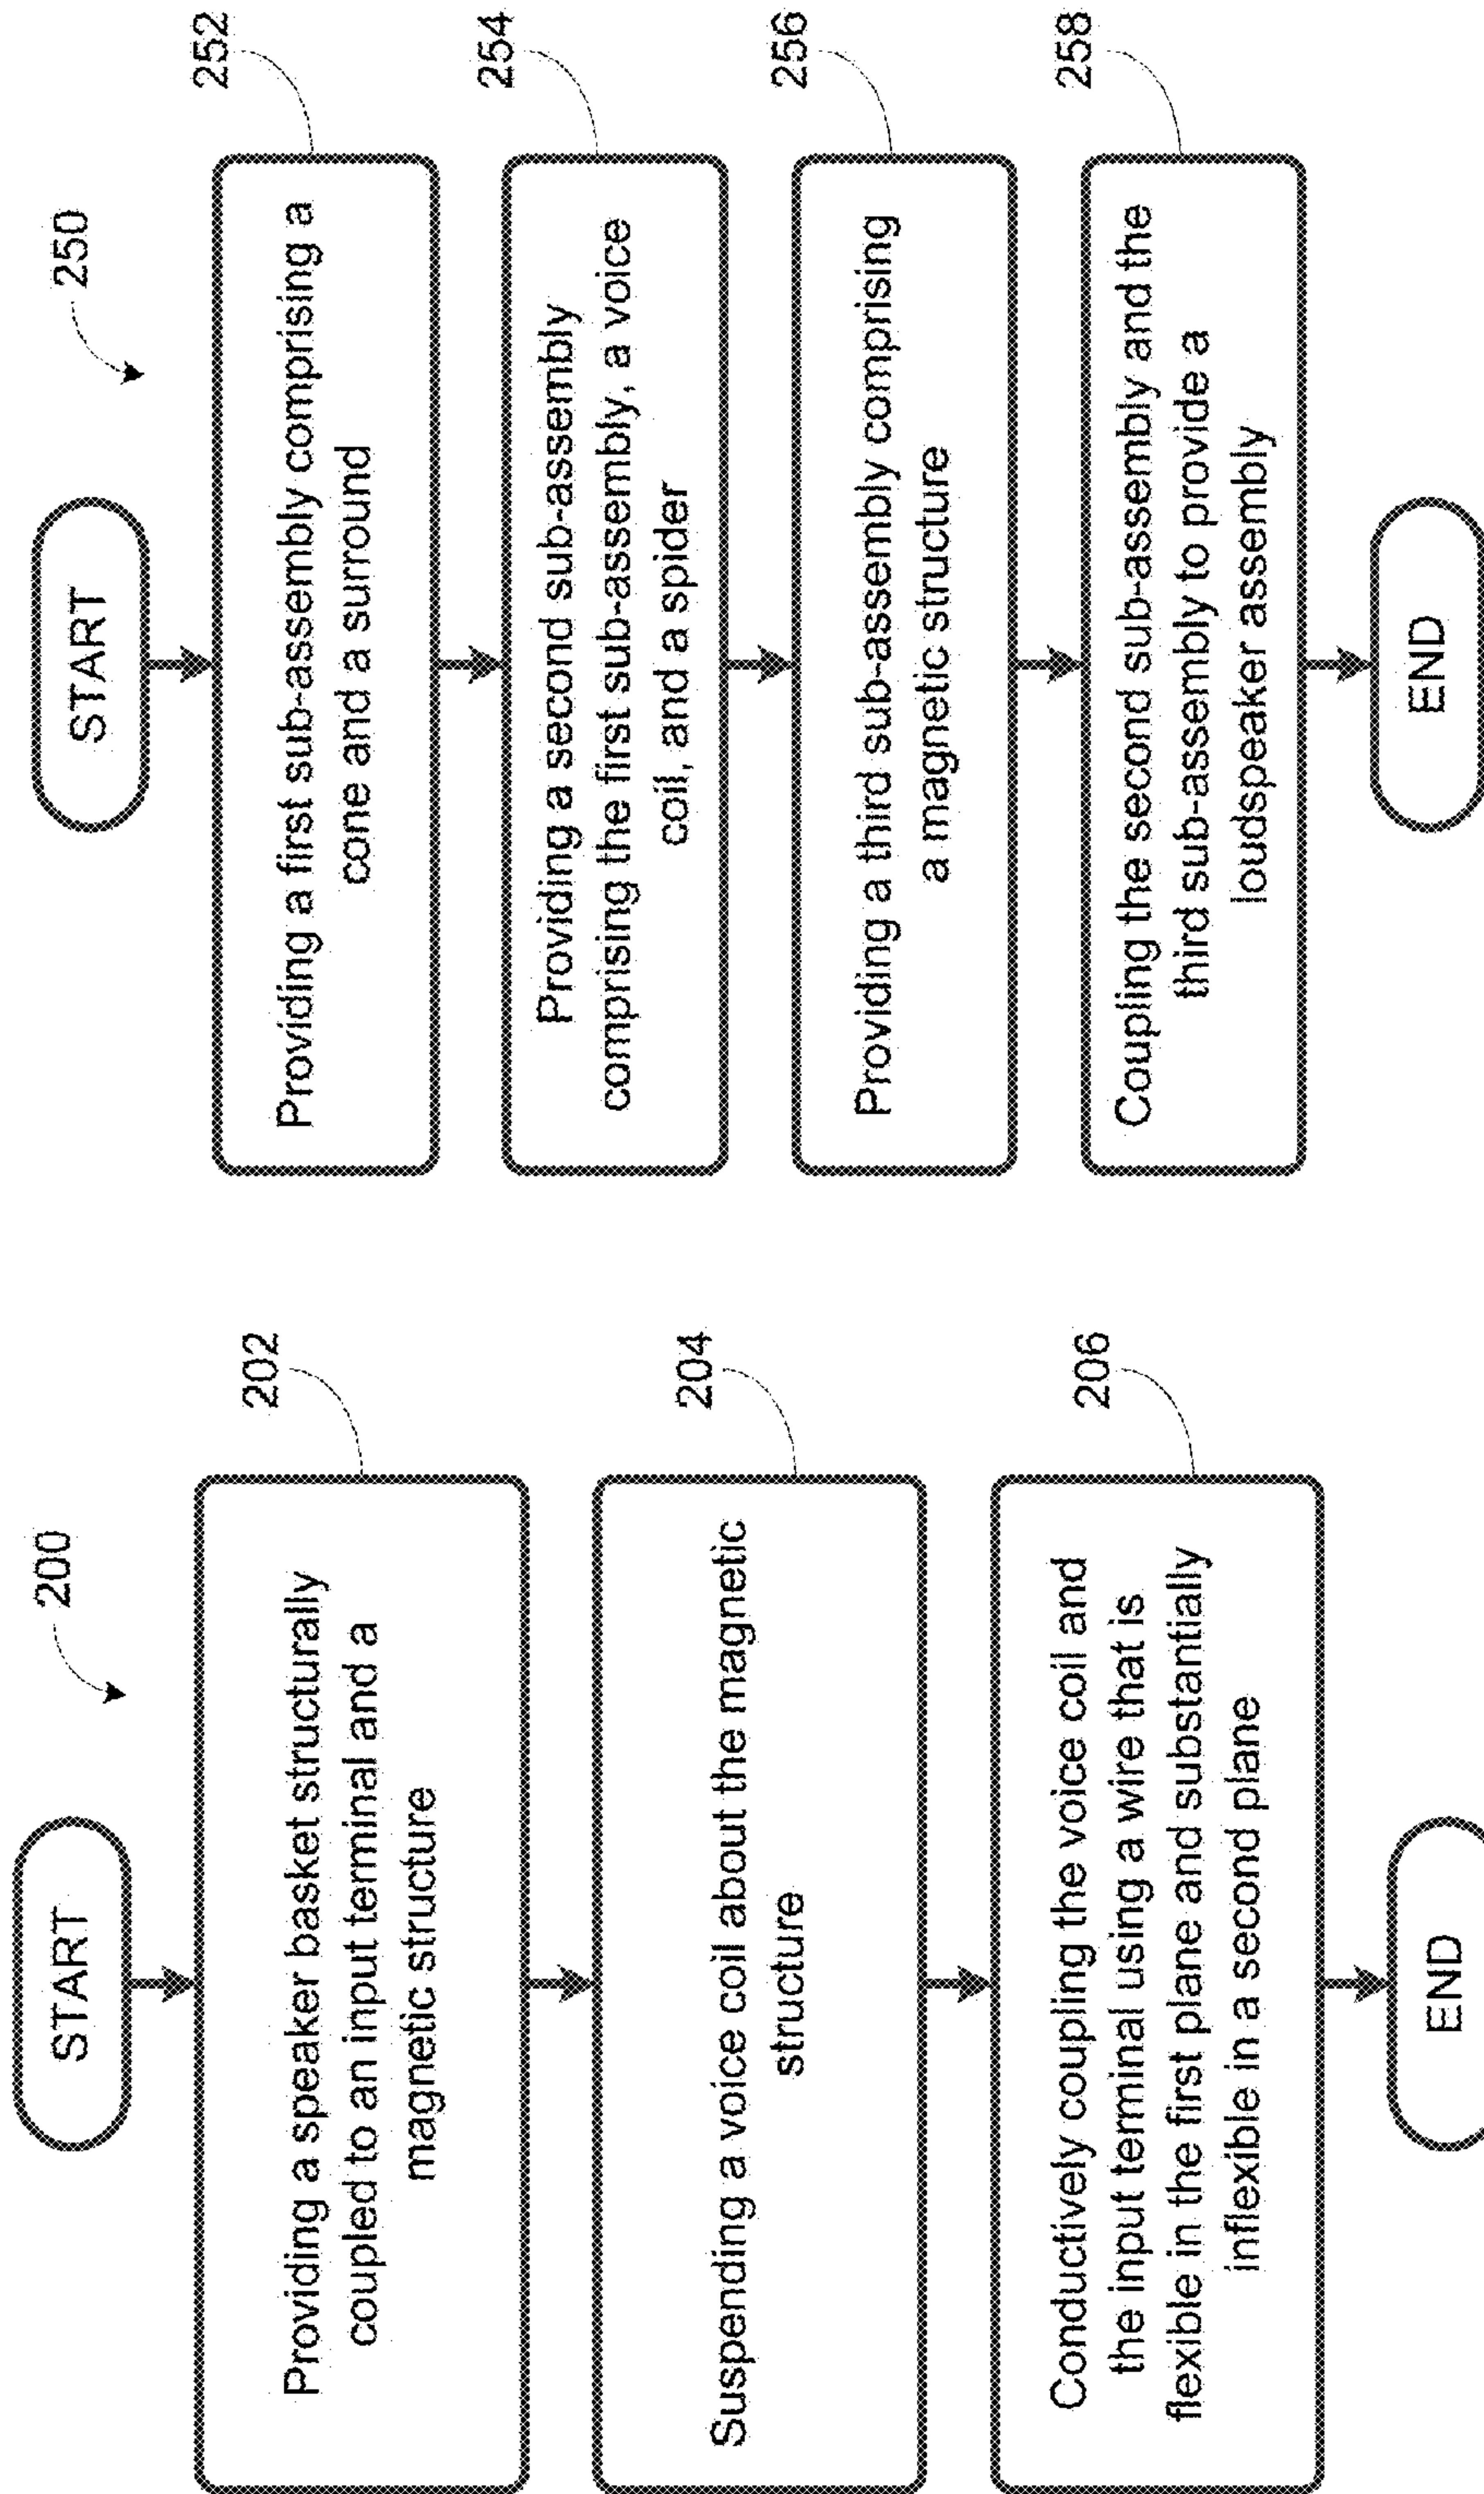 200
START
Providing a speaker basket structurally
coupled to an input terminal and a
magnetic structure
202
Suspending a voice coil about the magnetic
structure
204
Conductively coupling the voice coil and
the input terminal using a wire that is
flexible in the first plane and substantially
inflexible in a second plane
206
END
250
START
Providing a first sub-assembly comprising a
cone and a surround
252
Providing a second sub-assembly
comprising the first sub-assembly, a voice
coil, and a spider
254
Providing a third sub-assembly comprising
a magnetic structure
256
Coupling the second sub-assembly and the
third sub-assembly to provide a
loudspeaker assembly
258
END